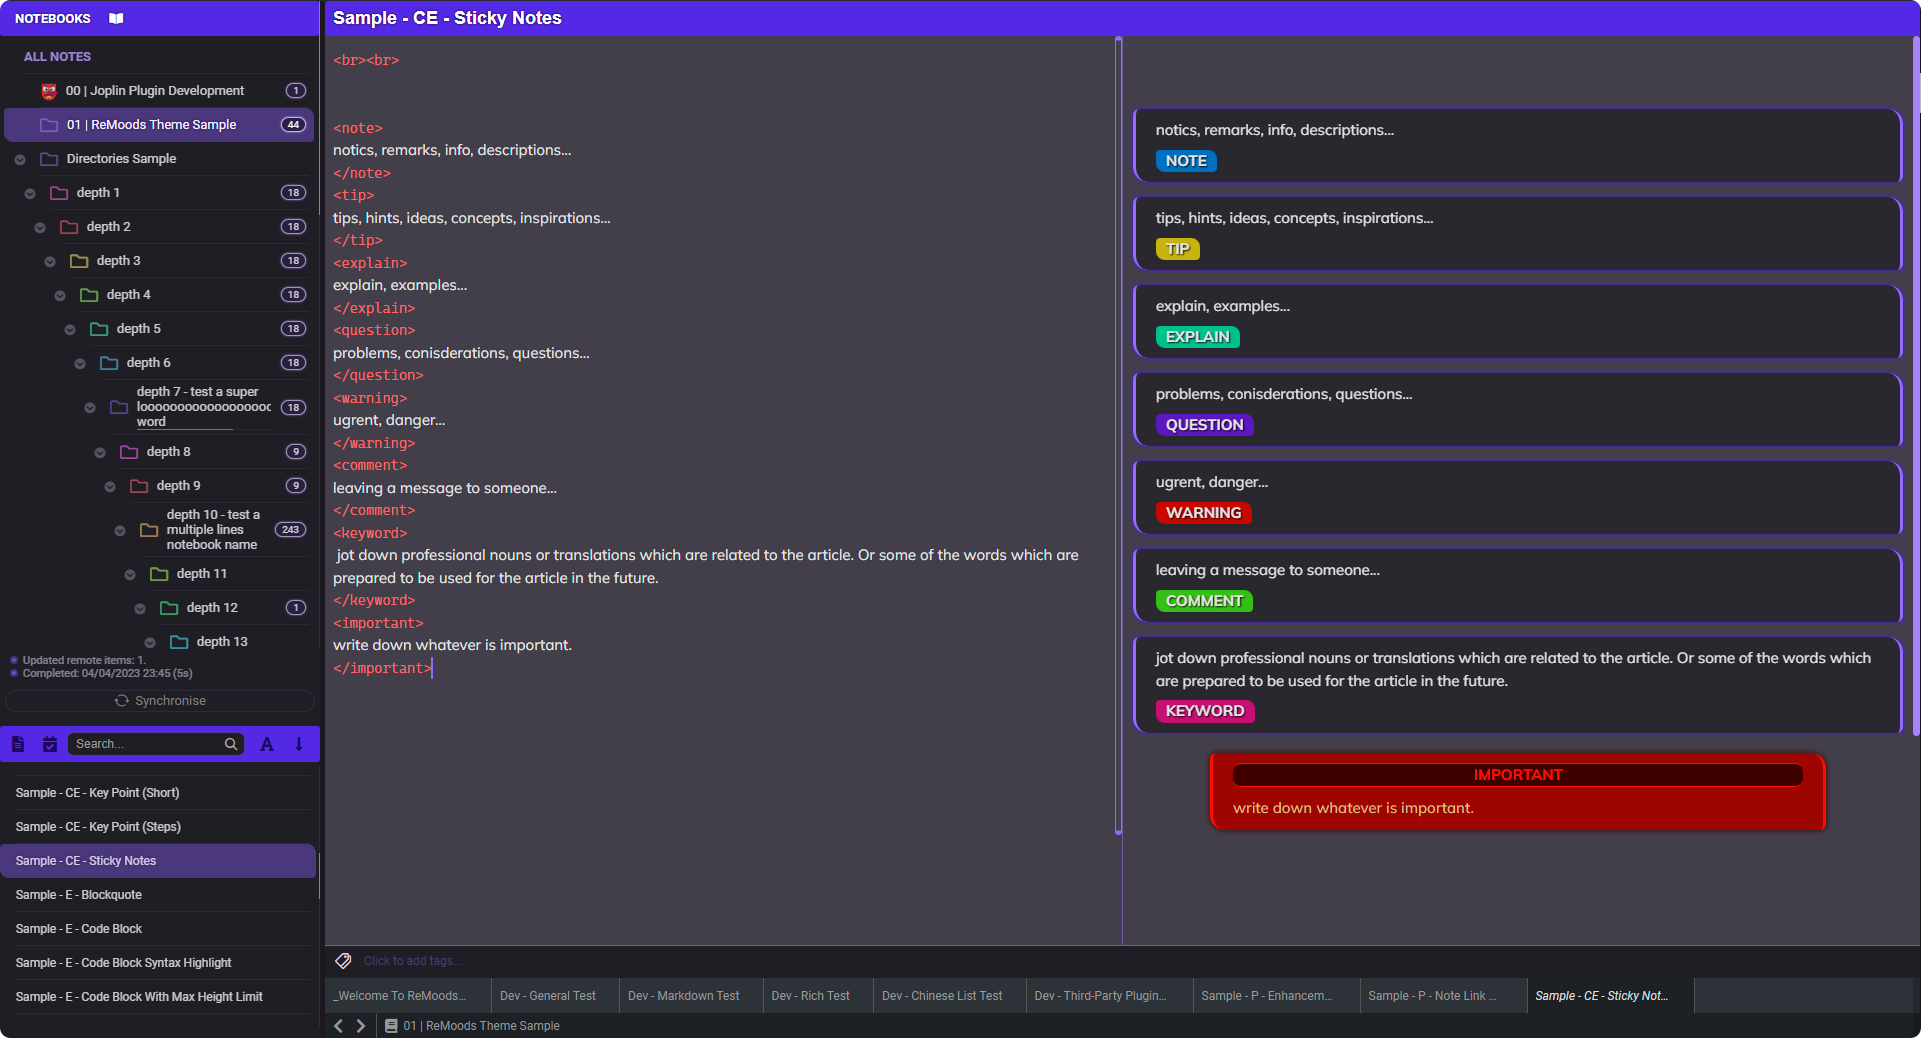 NOTEBOOKS
ALL NOTES
00 | Joplin Plugin Development
1
01 | ReMoods Theme Sample
44
Directories Sample
depth 1
18
depth 2
18
depth 3
18
depth 4
18
depth 5
18
depth 6
18
depth 7 - test a super
looooooooooooooooooc
word
18
depth 8
9
depth 9
9
depth 10 - test a
multiple lines
notebook name
243
depth 11
depth 12
1
depth 13
Updated remote items: 1.
Completed: 04/04/2023 23:45 (5s)
Synchronise
Search...
A
Sample - CE - Key Point (Short)
Sample - CE - Key Point (Steps)
Sample - CE - Sticky Notes
Sample - E - Blockquote
Sample - E - Code Block
Sample - E - Code Block Syntax Highlight
Sample - E - Code Block With Max Height Limit
Sample - CE - Sticky Notes
<br><br>
<note>
notics, remarks, info, descriptions...
</note>
<tip>
tips, hints, ideas, concepts, inspirations...
</tip>
<explain>
explain, examples...
</explain>
<question>
problems, conisderations, questions...
</question>
<warning>
ugrent, danger...
</warning>
<comment>
leaving a message to someone...
</comment>
<keyword>
jot down professional nouns or translations which are related to the article. Or some of the words which are
prepared to be used for the article in the future.
</keyword>
<important>
write down whatever is important.
</important>
notics, remarks, info, descriptions...
NOTE
tips, hints, ideas, concepts, inspirations...
TIP
explain, examples...
EXPLAIN
problems, conisderations, questions...
QUESTION
ugrent, danger...
WARNING
leaving a message to someone...
COMMENT
jot down professional nouns or translations which are related to the article. Or some of the words which
are prepared to be used for the article in the future.
KEYWORD
IMPORTANT
write down whatever is important.
Click to add tags...
_Welcome To ReMoods...
Dev - General Test
Dev - Markdown Test
Dev - Rich Test
Dev - Chinese List Test
Dev - Third-Party Plugin...
Sample - P - Enhancem...
Sample - P - Note Link ...
Sample - CE - Sticky Not...
01 | ReMoods Theme Sample